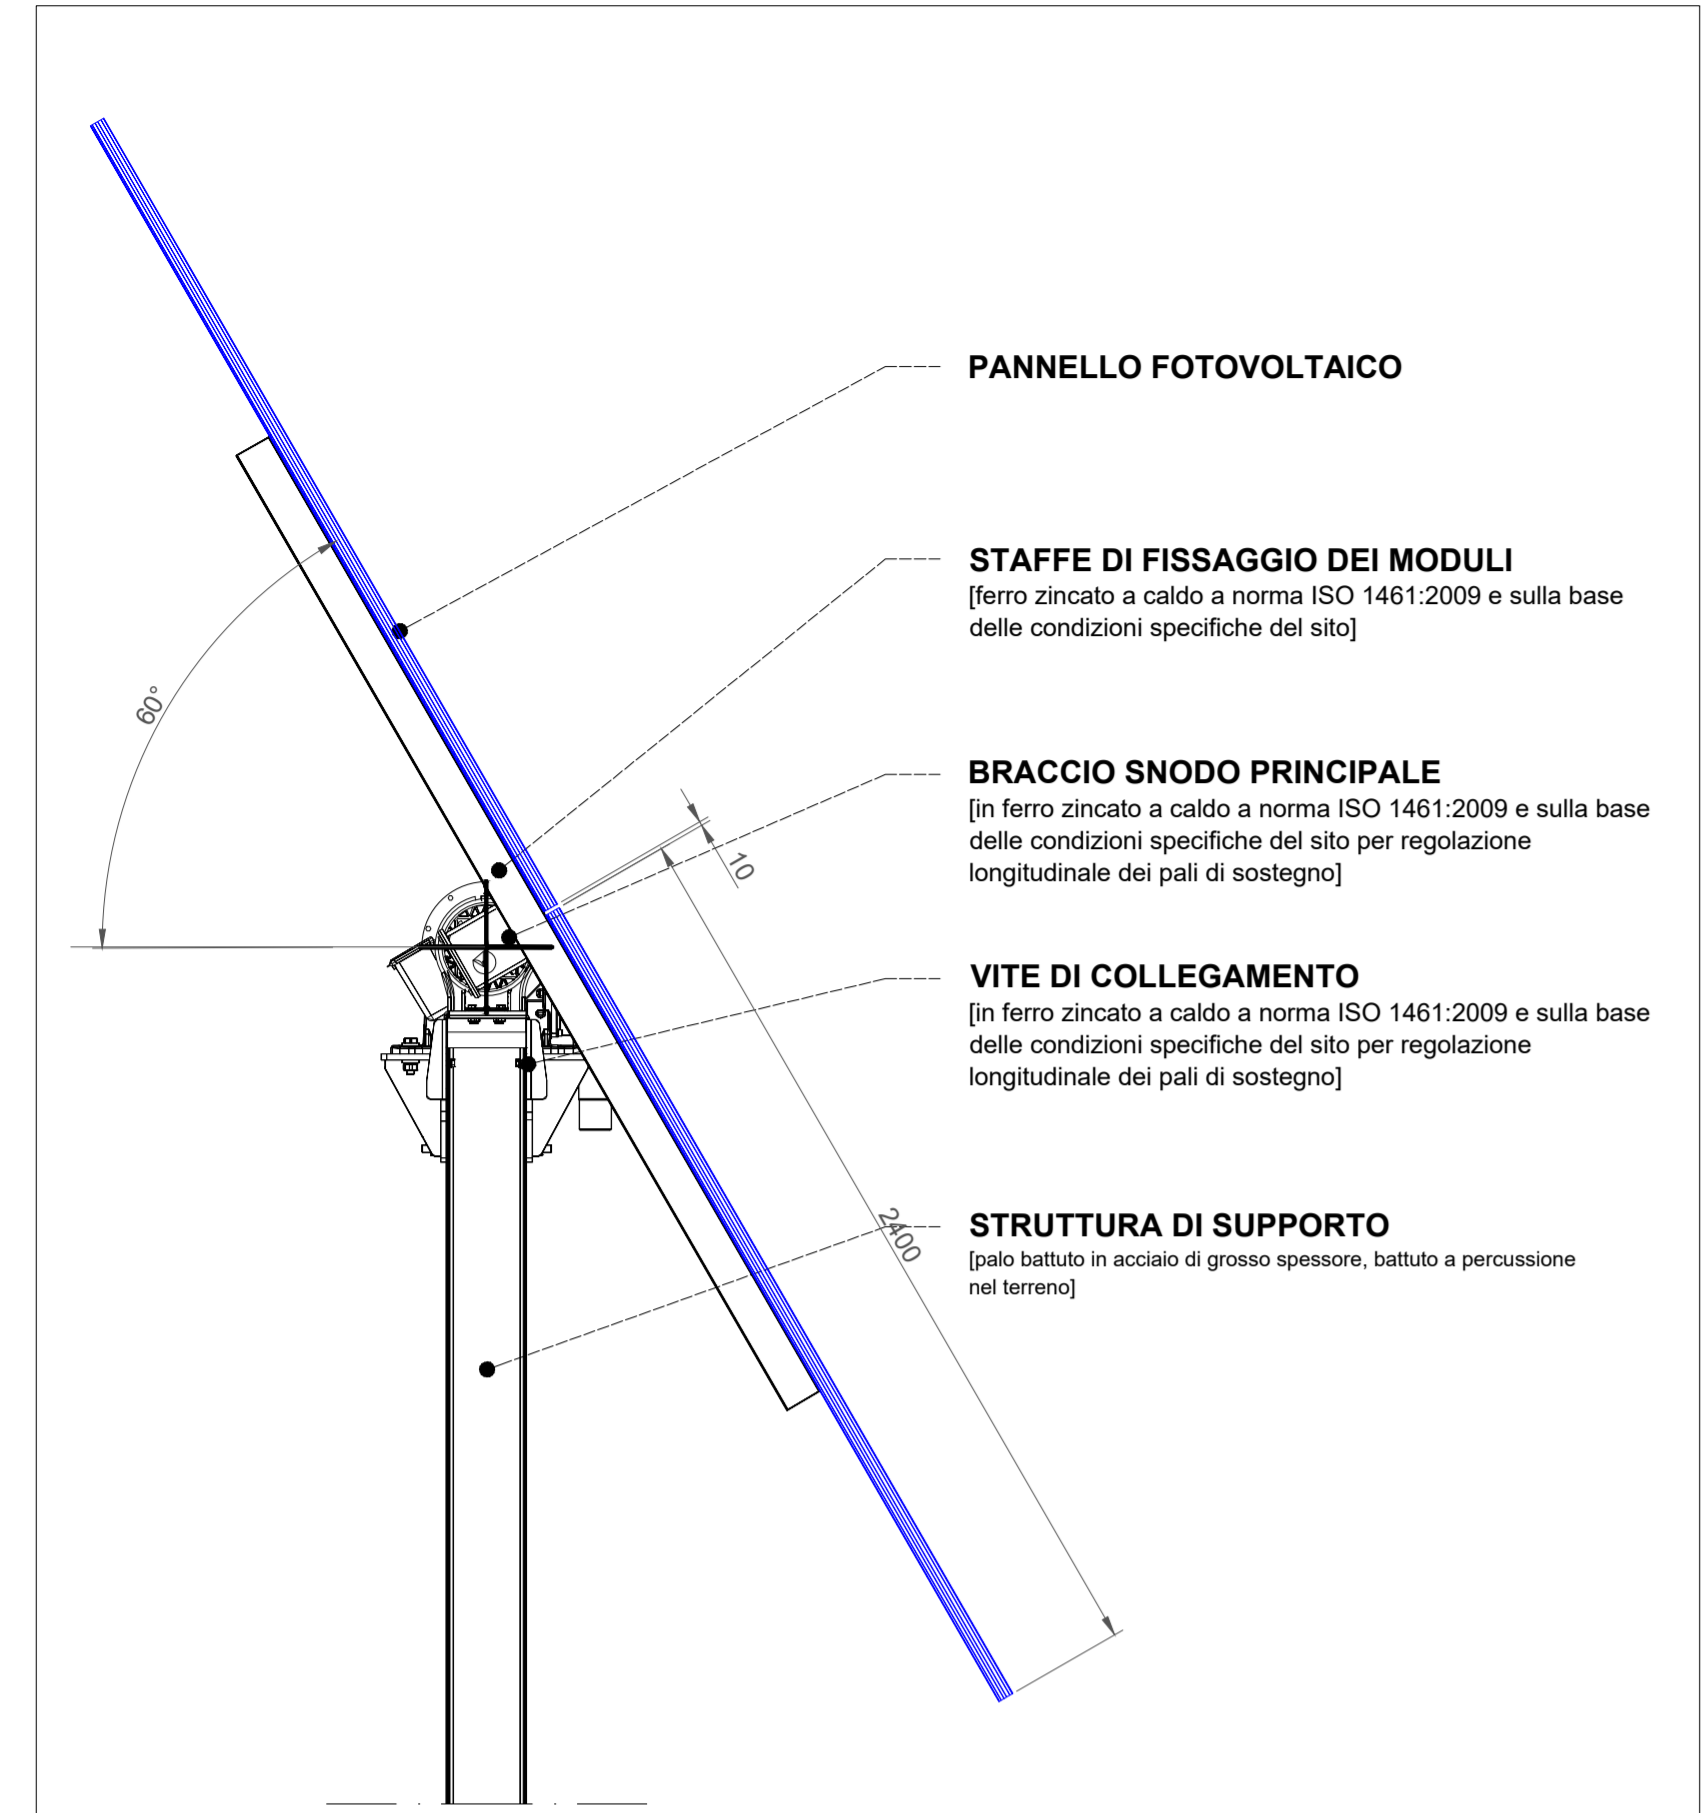 PANNELLO FOTOVOLTAICO
STAFFE DI FISSAGGIO DEI MODULI
[ferro zincato a caldo a norma ISO 1461:2009 e sulla base
delle condizioni specifiche del sito]
60°
BRACCIO SNODO PRINCIPALE
[in ferro zincato a caldo a norma ISO 1461:2009 e sulla base
delle condizioni specifiche del sito per regolazione
longitudinale dei pali di sostegno]
10
VITE DI COLLEGAMENTO
[in ferro zincato a caldo a norma ISO 1461:2009 e sulla base
delle condizioni specifiche del sito per regolazione
longitudinale dei pali di sostegno]
2400
STRUTTURA DI SUPPORTO
[palo battuto in acciaio di grosso spessore, battuto a percussione
nel terreno]